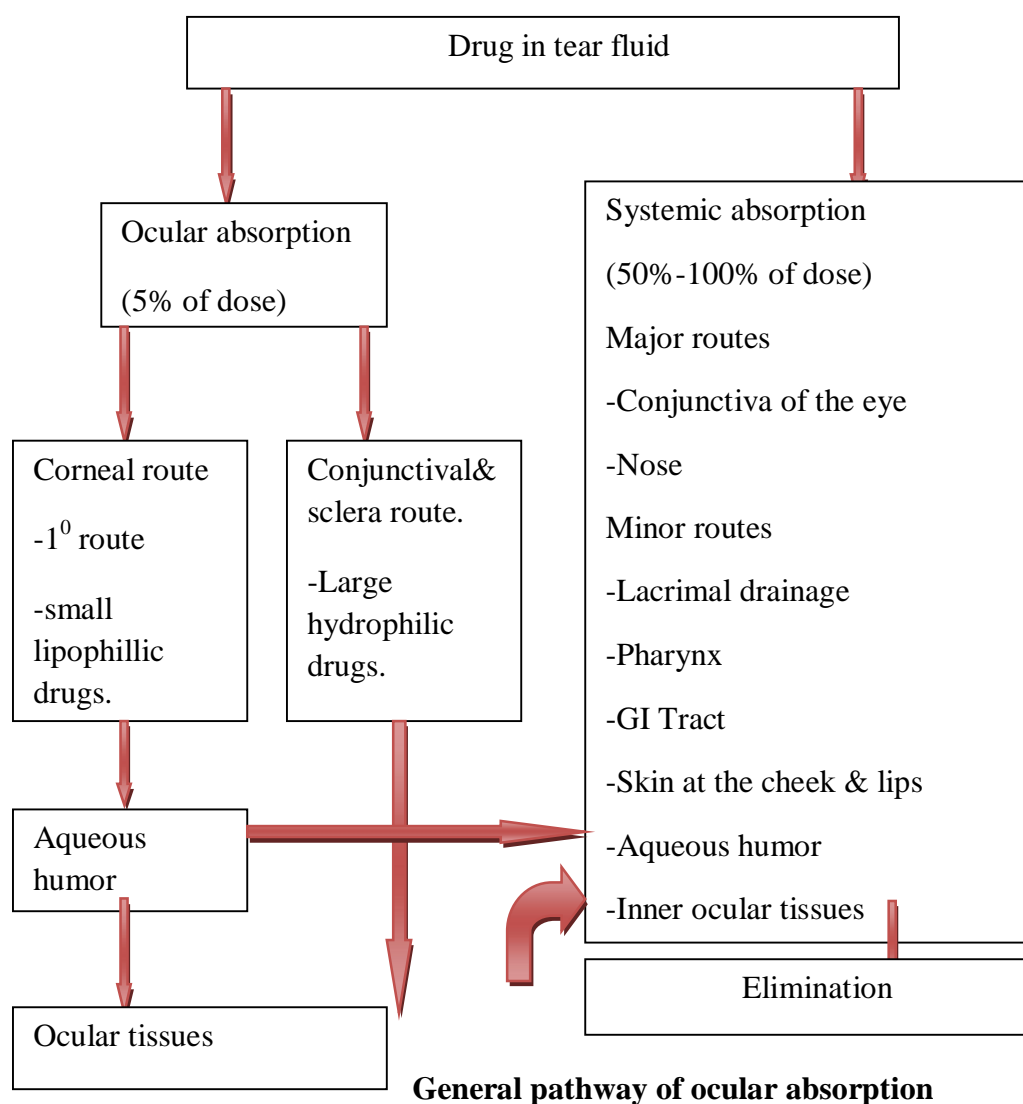 Drug in tear fluid
Ocular absorption
(5% of dose)
Systemic absorption
(50%-100% of dose)
Major routes
-Conjunctiva of the eye
-Nose
Minor routes
-Lacrimal drainage
-Pharynx
-GI Tract
-Skin at the cheek & lips
-Aqueous humor
-Inner ocular tissues
Corneal route
-1⁰ route
-small
lipophillic
drugs.
Conjunctival&
sclera route.
-Large
hydrophilic
drugs.
Aqueous
humor
Elimination
Ocular tissues
General pathway of ocular absorption